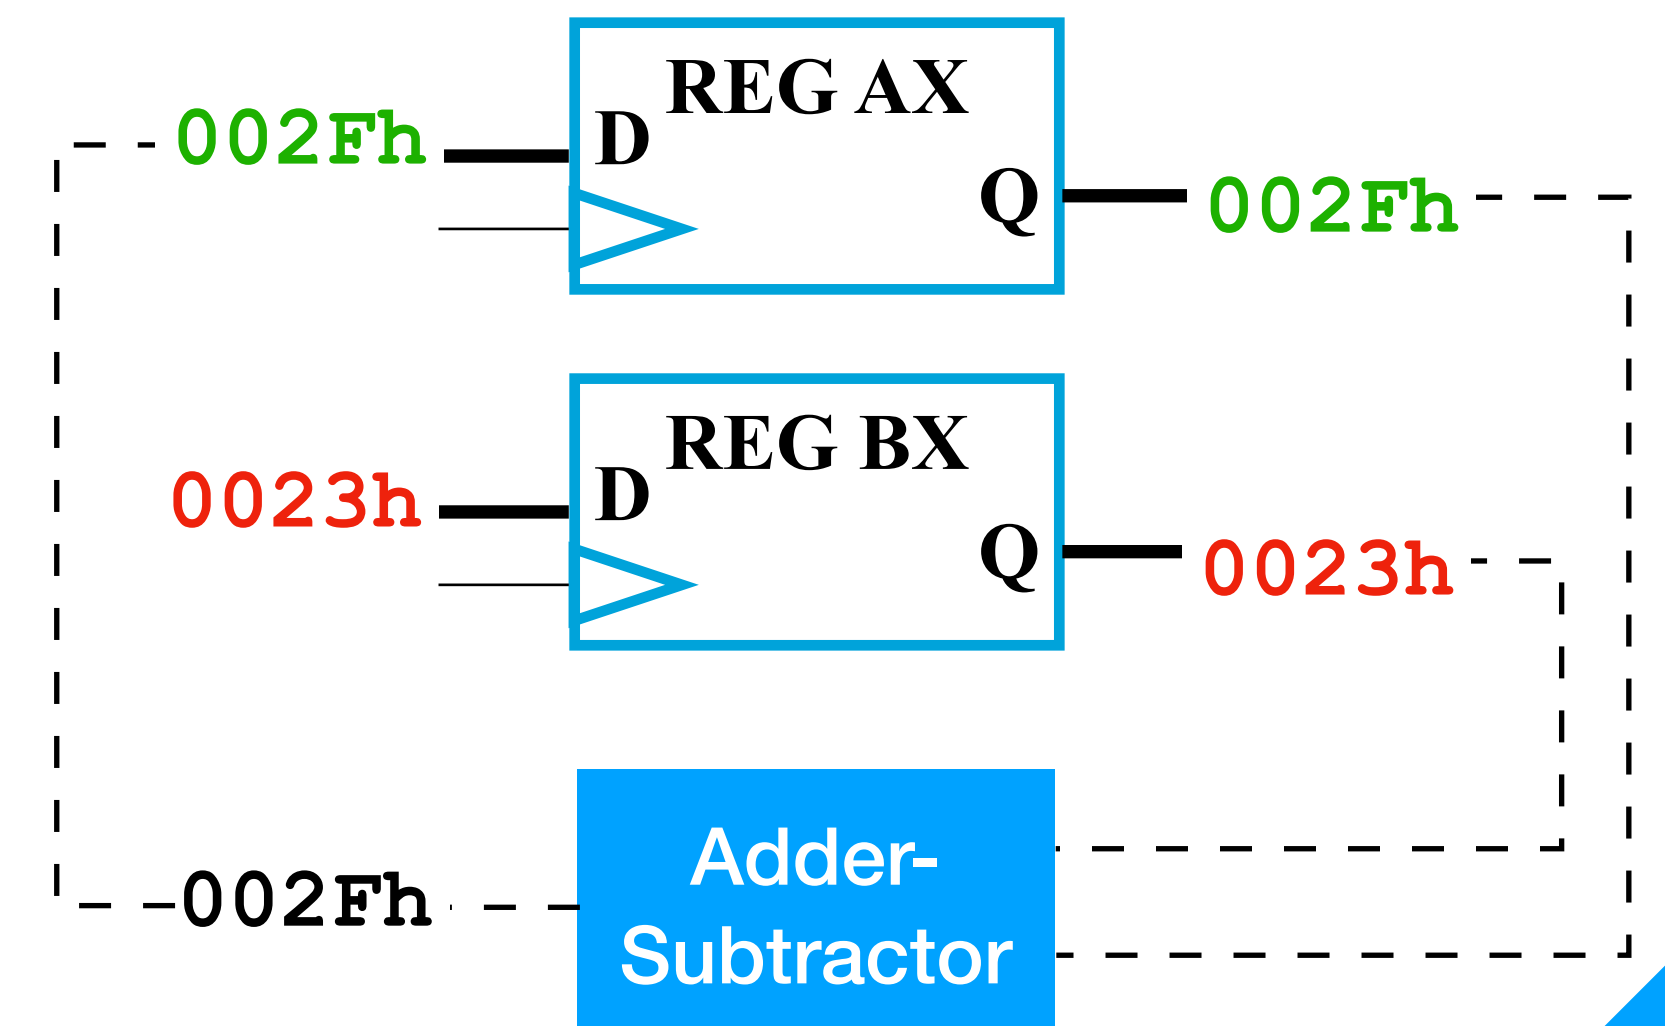 REG AX
002Fh
D
Q
002Fh
REG BX
0023h
D
Q
0023h
002Fh
Adder-
Subtractor